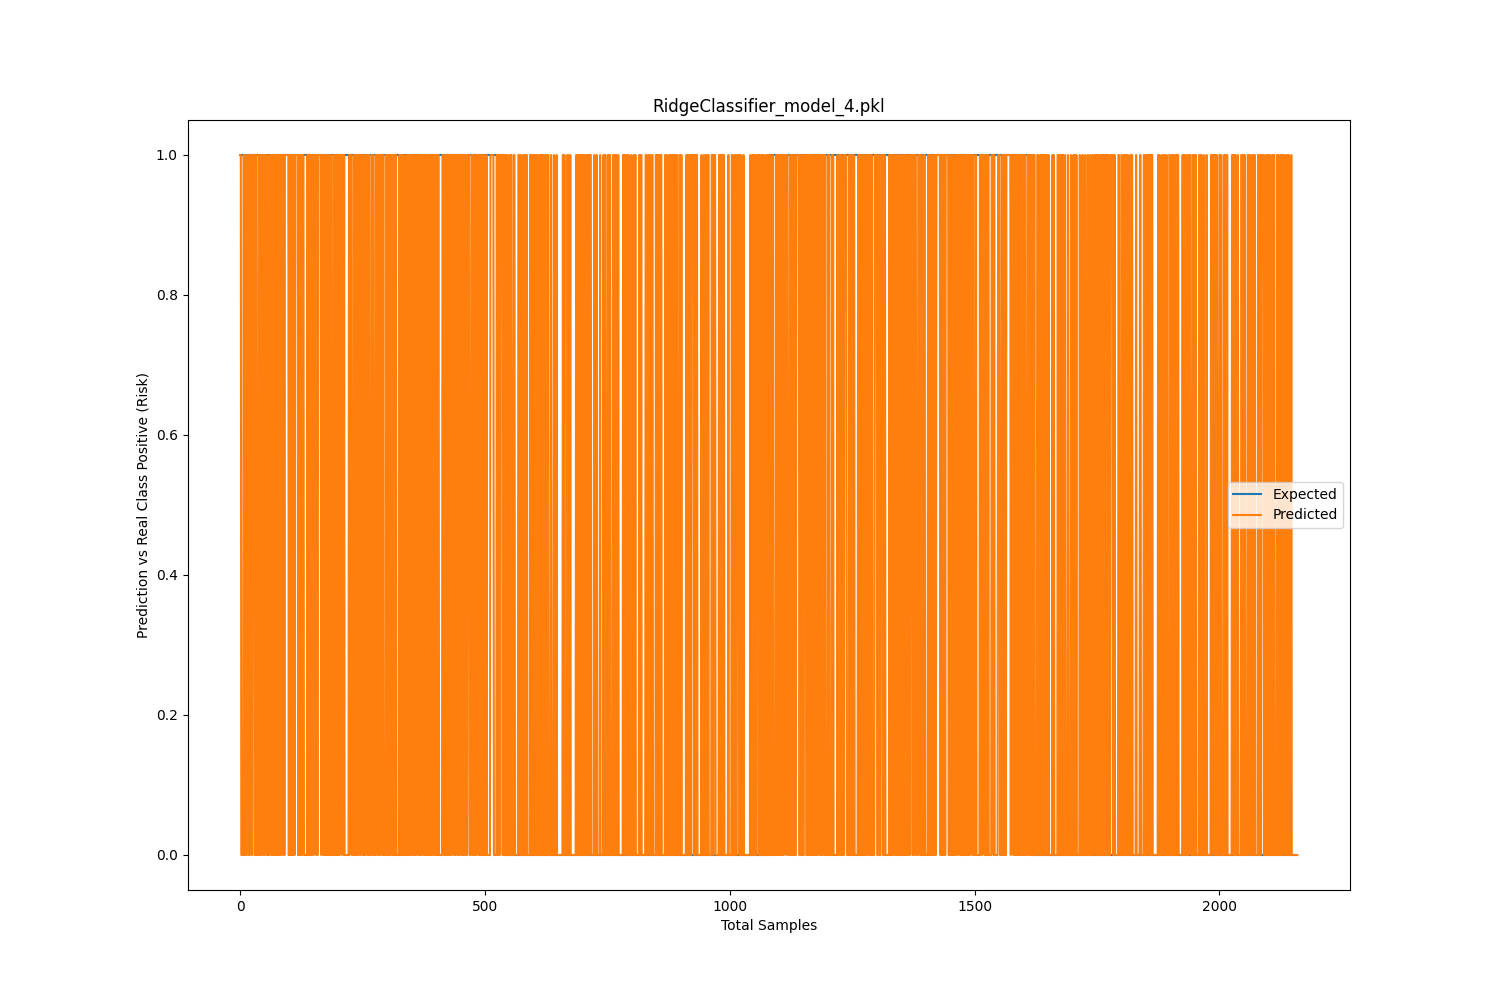 RidgeClassifier_model_4.pkl
1.0
0.8
0.6
0.4
0.2
0.0
Prediction vs Real Class Positive (Risk)
Expected
Predicted
0 500 1000 1500 2000
Total Samples